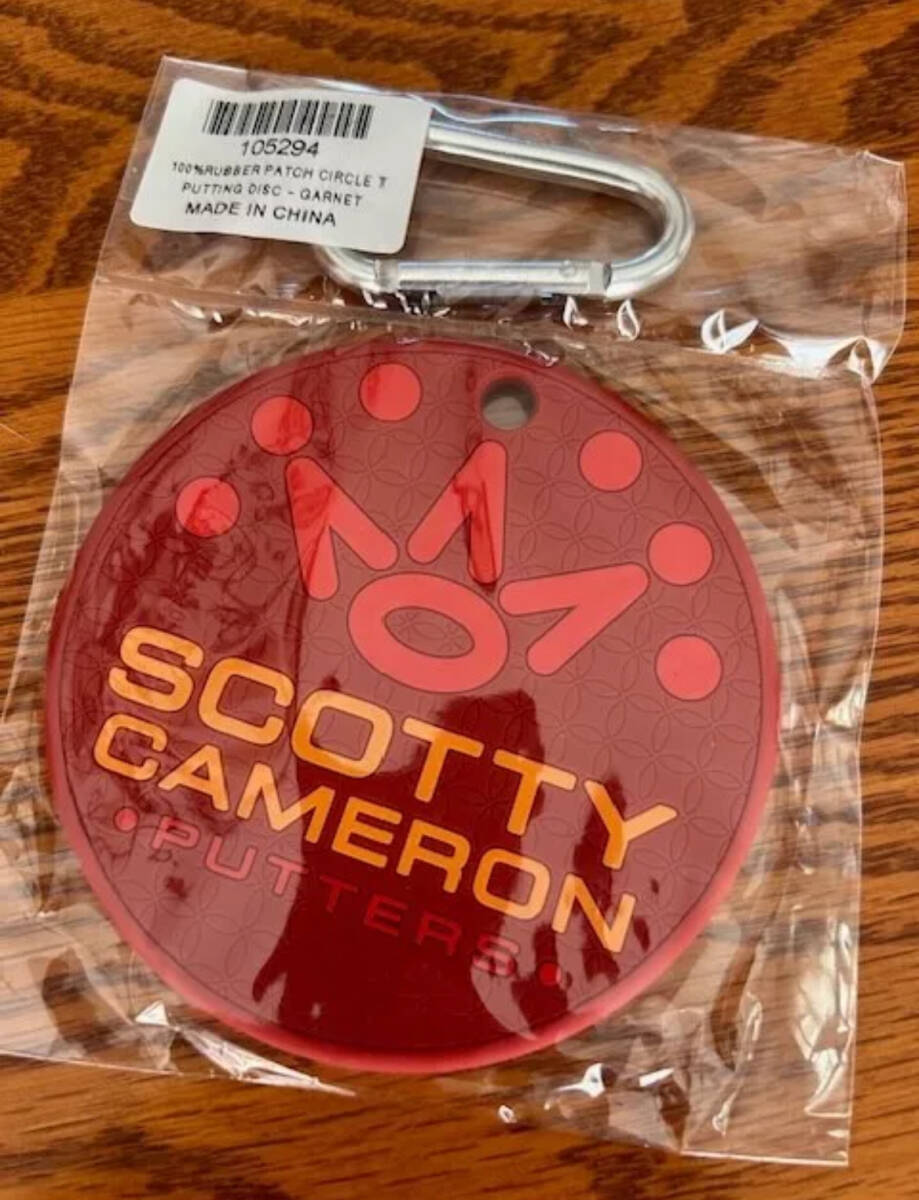 105294
100%RUBBER PATCH CIRCLE T
PUTTING DISC - GARNET
MADE IN CHINA
SCOTTY
CAMERON
• PUTTERS •